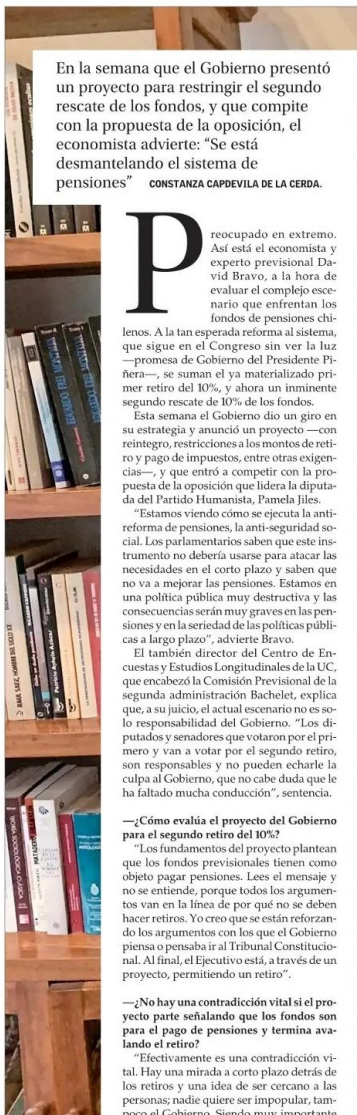 En la semana que el Gobierno presentó
un proyecto para restringir el segundo
rescate de los fondos, y que compite
con la propuesta de la oposición, el
economista advierte: “Se está
desmantelando el sistema de
pensiones” CONSTANZA CAPDEVILA DE LA CERDA.
Preocupado en extremo.
Así está el economista y
experto previsional Da-
vid Bravo, a la hora de
evaluar el complejo esce-
nario que enfrentan los
fondos de pensiones chi-
lenos. A la tan esperada reforma al sistema,
que sigue en el Congreso sin ver la luz
—promesa de Gobierno del Presidente Pi-
ñera—, se suman el ya materializado pri-
mer retiro del 10%, y ahora un inminente
segundo rescate de 10% de los fondos.
Esta semana el Gobierno dio un giro en
su estrategia y anunció un proyecto —con
reintegro, restricciones a los montos de reti-
ro y pago de impuestos, entre otras exigen-
cias—, y que entró a competir con la pro-
puesta de la oposición que lidera la diputa-
da del Partido Humanista, Pamela Jiles.
“Estamos viendo cómo se ejecuta la anti-
reforma de pensiones, la anti-seguridad so-
cial. Los parlamentarios saben que este ins-
trumento no debería usarse para atacar las
necesidades en el corto plazo y saben que
no va a mejorar las pensiones. Estamos en
una política pública muy destructiva y las
consecuencias serán muy graves en las pen-
siones y en la seriedad de las políticas públi-
cas a largo plazo”, advierte Bravo.
El también director del Centro de En-
cuestas y Estudios Longitudinales de la UC,
que encabezó la Comisión Previsional de la
segunda administración Bachelet, explica
que, a su juicio, el actual escenario no es so-
lo responsabilidad del Gobierno. “Los di-
putados y senadores que votaron por el pri-
mero y van a votar por el segundo retiro,
son responsables y no pueden echarle la
culpa al Gobierno, que no cabe duda que le
ha faltado mucha conducción”, sentencia.
—¿Cómo evalúa el proyecto del Gobierno
para el segundo retiro del 10%?
“Los fundamentos del proyecto plantean
que los fondos previsionales tienen como
objeto pagar pensiones. Lees el mensaje y
no se entiende, porque todos los argumen-
tos van en la línea de por qué no se deben
hacer retiros. Yo creo que se están reforzan-
do los argumentos con los que el Gobierno
piensa o pensaba ir al Tribunal Constitucio-
nal. Al final, el Ejecutivo está, a través de un
proyecto, permitiendo un retiro”.
—¿No hay una contradicción vital si el pro-
yecto parte señalando que los fondos son
para el pago de pensiones y termina ava-
lando el retiro?
“Efectivamente es una contradicción vi-
tal. Hay una mirada a corto plazo detrás de
los retiros y una idea de ser cercano a las
personas; nadie quiere ser impopular, tam-
poco el Gobierno. Siendo muy importante
RAUL SAEZ, HOMBRE DEL SIGLO XX
Patricio Aylwin Azócar
TEORÍA SOCIOLÓGICA CLÁSICA